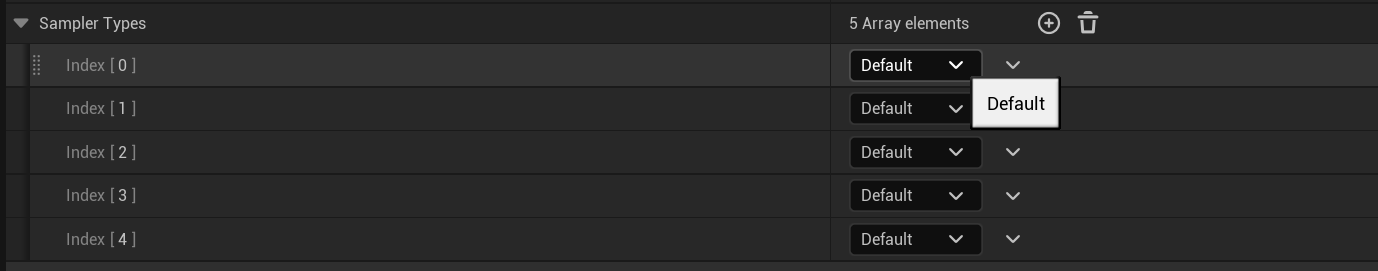 Sampler Types 5 Array elements
Index [ 0 ] Default
Default
Index [ 1 ] Default
Index [ 2 ] Default
Index [ 3 ] Default
Index [ 4 ] Default